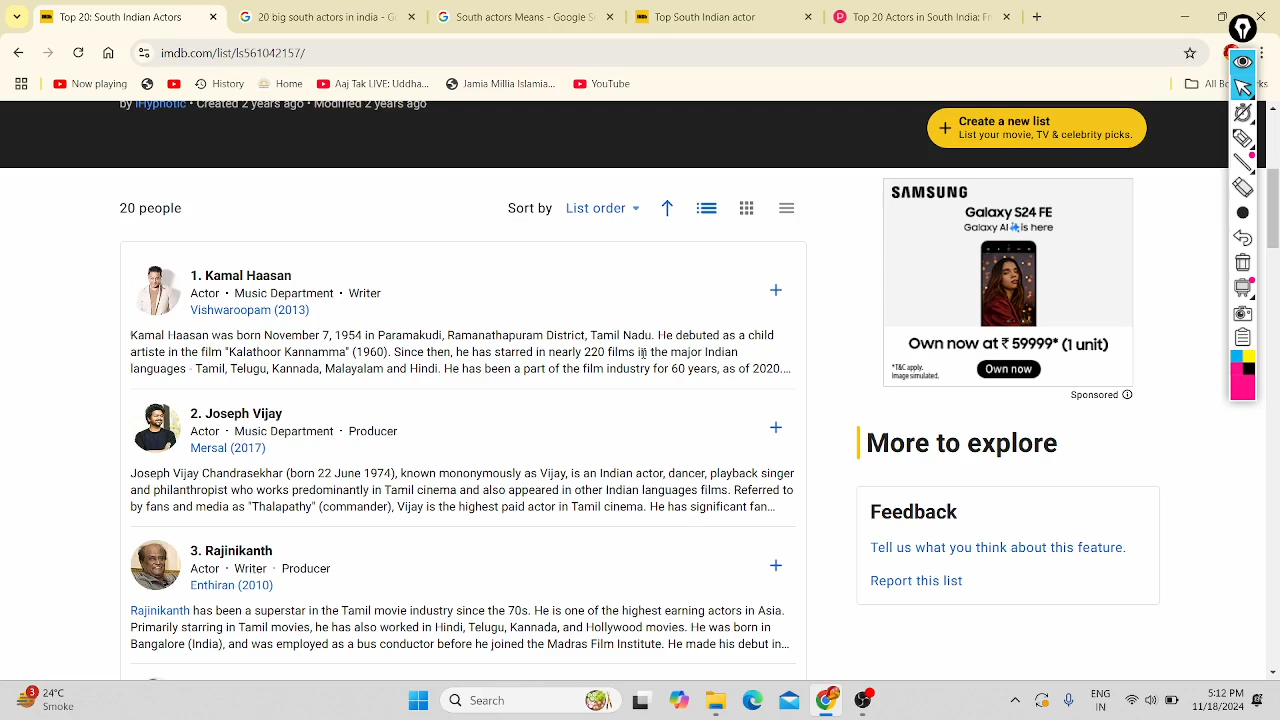 Top 20: South Indian Actors
20 big south actors in india - G
South actors Means - Google S
Top 20: South Indian Actors
Top 20 South India: Fr
imdb.com/list/ls561042157/
Now playing
History
Home
Aaj Tak LIVE: Uddha...
Jamia Millia Islamia...
YouTube
All Bo
by iHypnotic • Created 2 years ago • Modified 2 years ago
Create a new list
List your movie, TV & celebrity picks.
20 people
Sort by List order
1. Kamal Haasan
Actor • Music Department • Writer
Vishwaroopam (2013)
Kamal Haasan was born November 7, 1954 in Paramakudi, Ramanathapuram District, Tamil Nadu. He debuted as a child
artiste in the film "Kalathoor Kannamma" (1960). Since then, he has starred in nearly 220 films in the major Indian
languages - Tamil, Telugu, Kannada, Malayalam and Hindi. He has been a part of the film industry for 60 years, as of 2020....
2. Joseph Vijay
Actor • Music Department • Producer
Mersal (2017)
Joseph Vijay (born 22 June 1974), known mononymously as Vijay, is an Indian actor, dancer, playback singer
and philanthropist who works predominantly in Tamil cinema and also appeared in other Indian languages films. Referred to
by fans and media as "Thalapathy" (commander), Vijay is the highest paid actor in Tamil cinema. He has significant fan...
3. Rajinikanth
Actor • Writer • Producer
Enthiran (2010)
Rajinikanth has been a superstar in the Tamil movie industry since the 70s. He is one of the highest earning actors in Asia.
Primarily starring in Tamil movies, he has also worked in Hindi, Telugu, Kannada, and Hollywood movies. He was born in
Bangalore (India), and was employed as a bus conductor before he joined the Madras Film Institute. He made his debut in...
SAMSUNG
Galaxy S24 FE
Galaxy AI is here
Own now at ₹ 59999* (1 unit)
*T&C apply.
Image simulated.
Own now
Sponsored
More to explore
Feedback
Tell us what you think about this feature.
Report this list
3
24°C
Smoke
Search
ENG
IN
5:12 PM